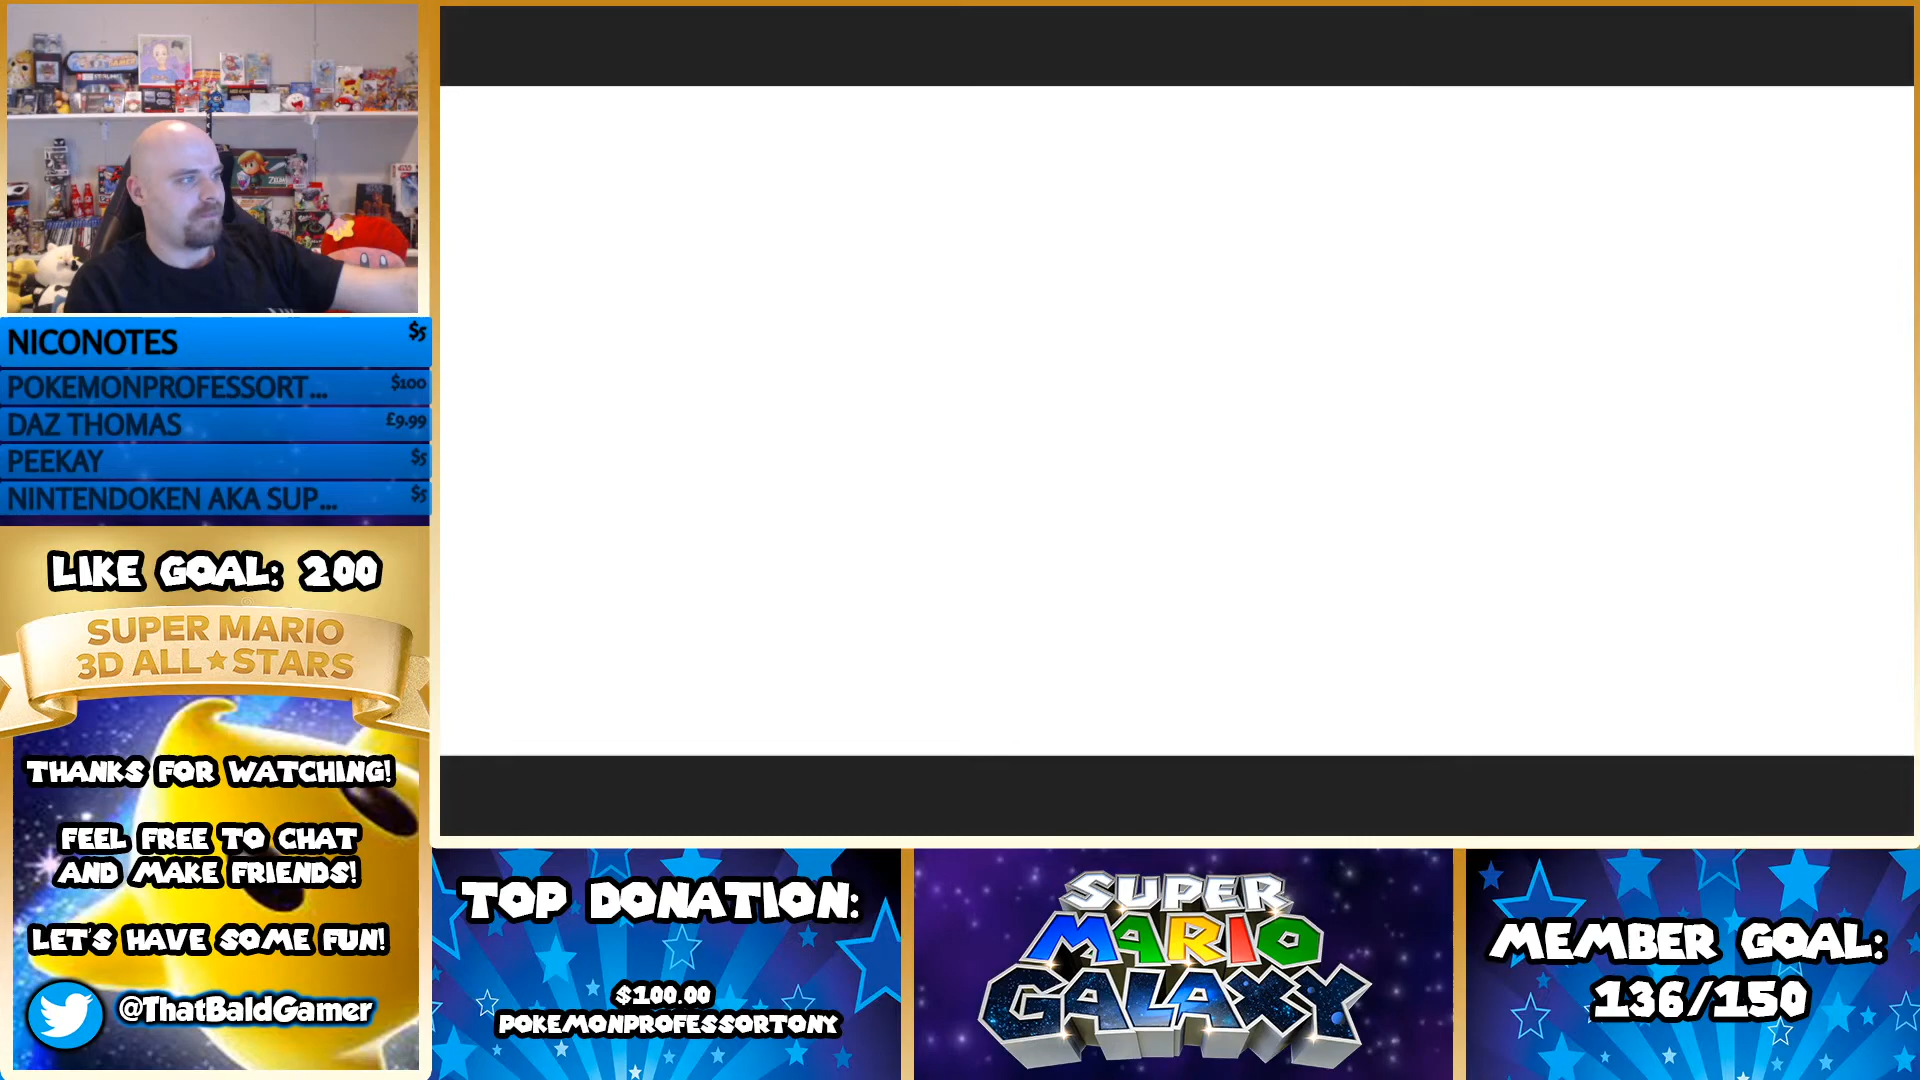 NICONOTES $5
POKEMONPROFESSORT... $100
DAZ THOMAS £9.99
PEEKAY $5
NINTENDOKEN AKA SUP... $5
LIKE GOAL: 200
SUPER MARIO
3D ALL★STARS
THANKS FOR WATCHING!
FEEL FREE TO CHAT
AND MAKE FRIENDS!
LET'S HAVE SOME FUN!
@ThatBaldGamer
TOP DONATION:
$100.00
POKEMONPROFESSORTONY
SUPER
MARIO
GALAXY
MEMBER GOAL:
136/150